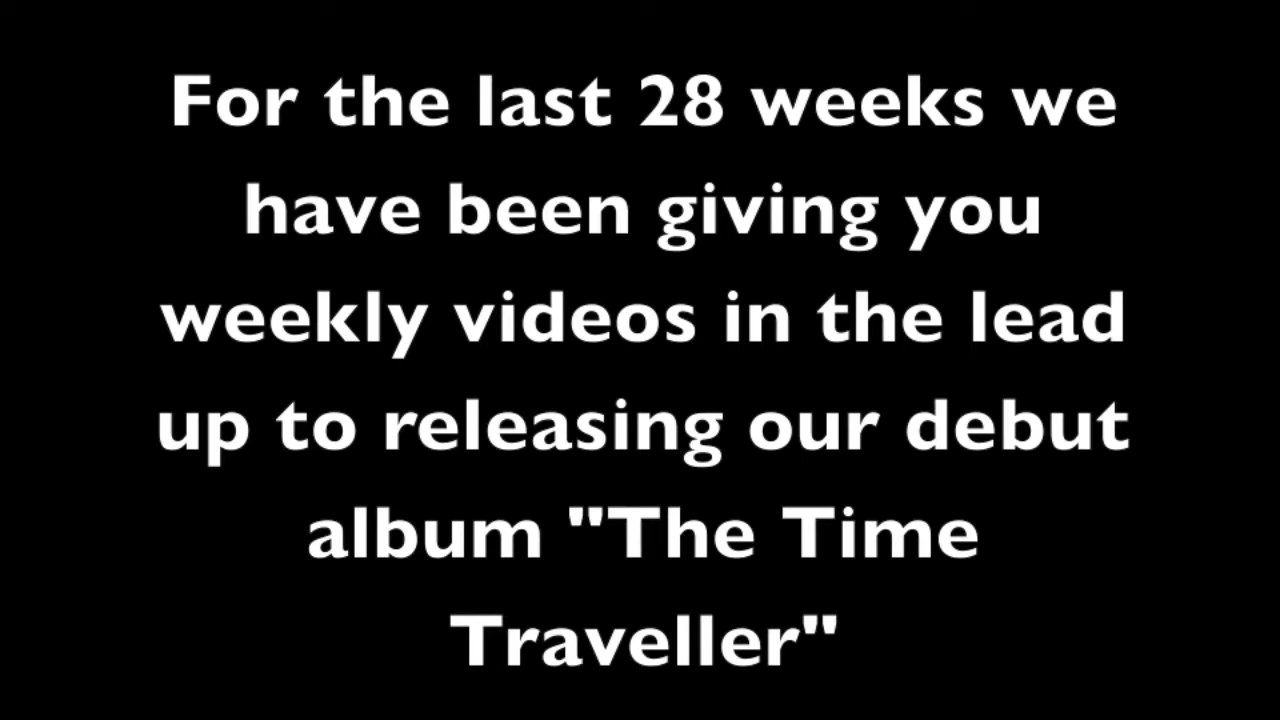 For the last 28 weeks we
have been giving you
weekly videos in the lead
up to releasing our debut
album "The Time
Traveller"